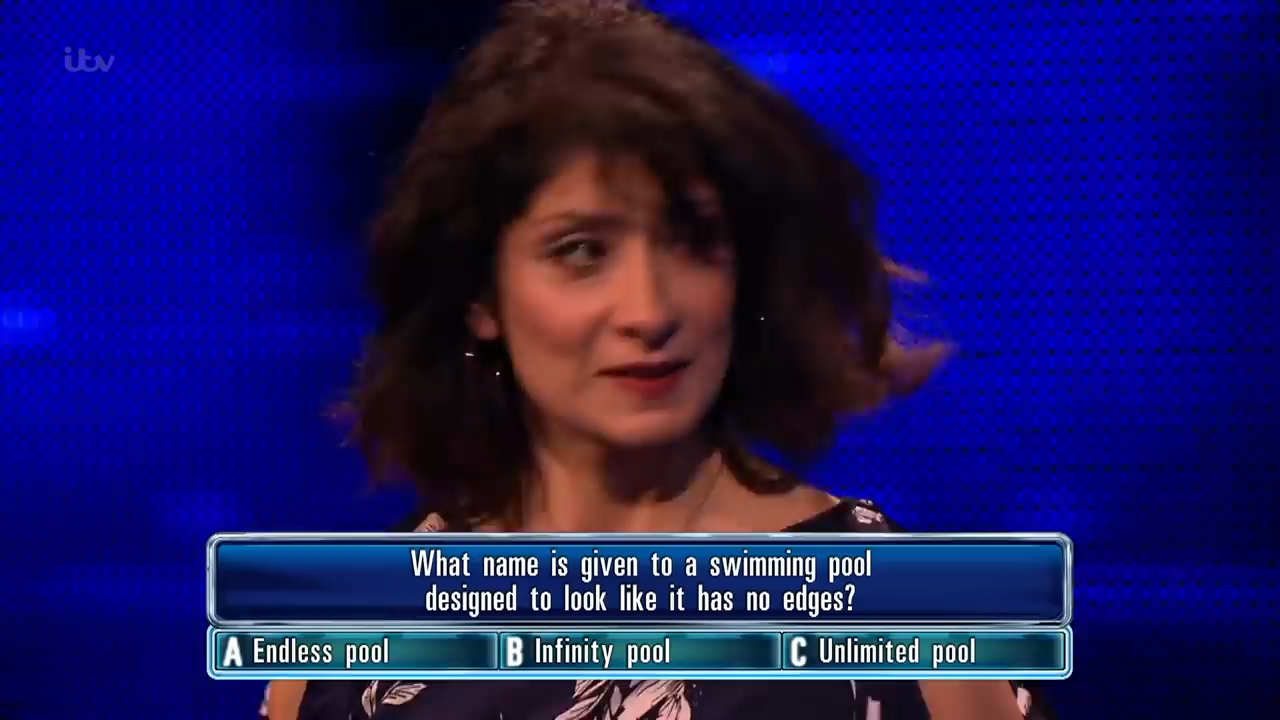 itv
What name is given to a swimming pool
designed to look like it has no edges?
A Endless pool
B Infinity pool
C Unlimited pool